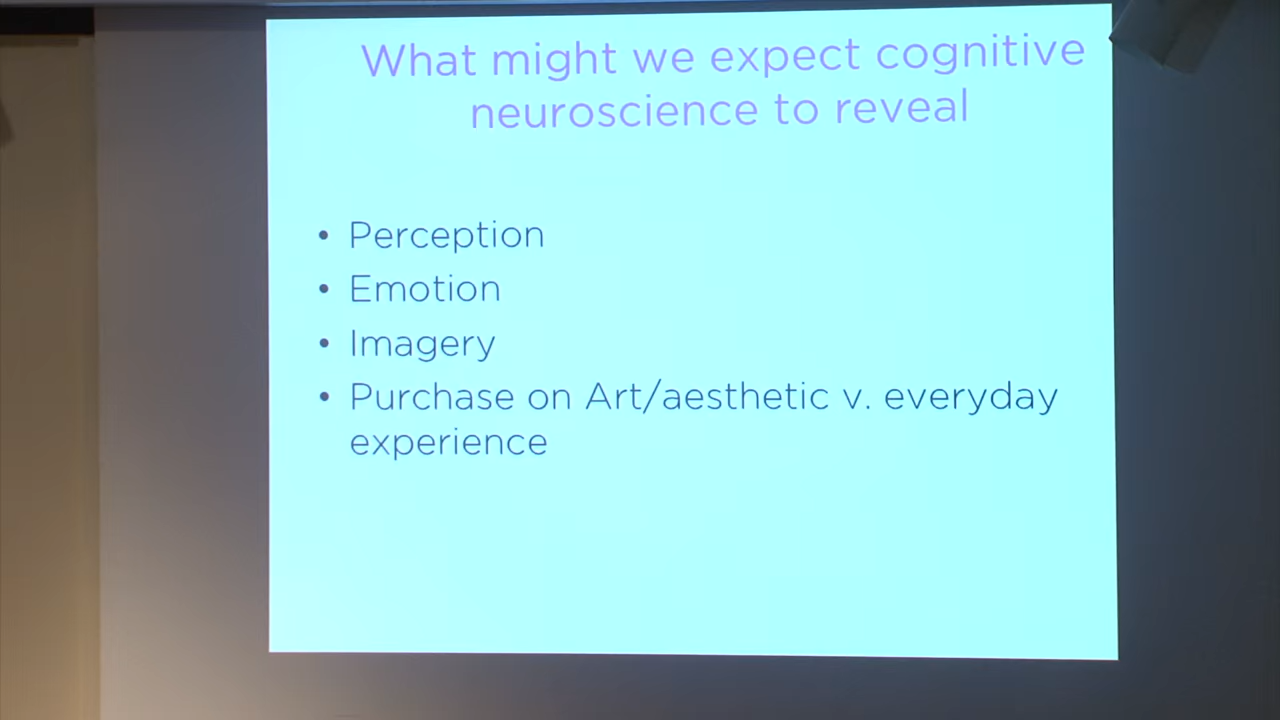 What might we expect cognitive
neuroscience to reveal
• Perception
• Emotion
• Imagery
• Purchase on Art/aesthetic v. everyday
experience